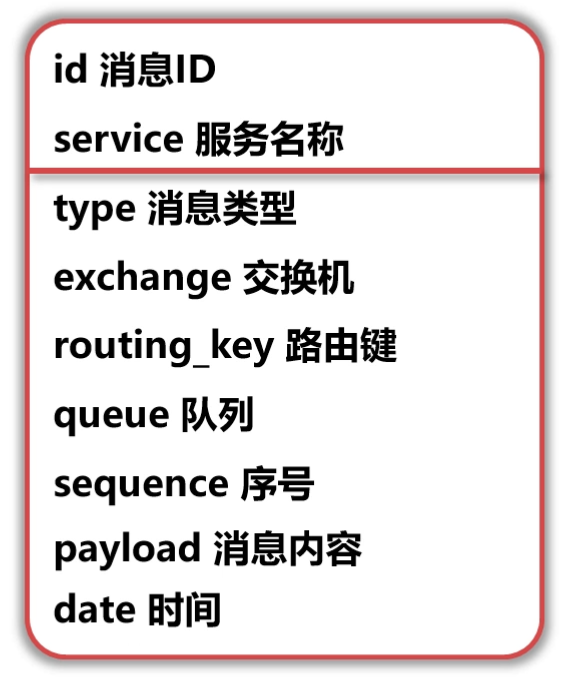 id 消息ID
service 服务名称
type 消息类型
exchange 交换机
routing_key 路由键
queue 队列
sequence 序号
payload 消息内容
date 时间